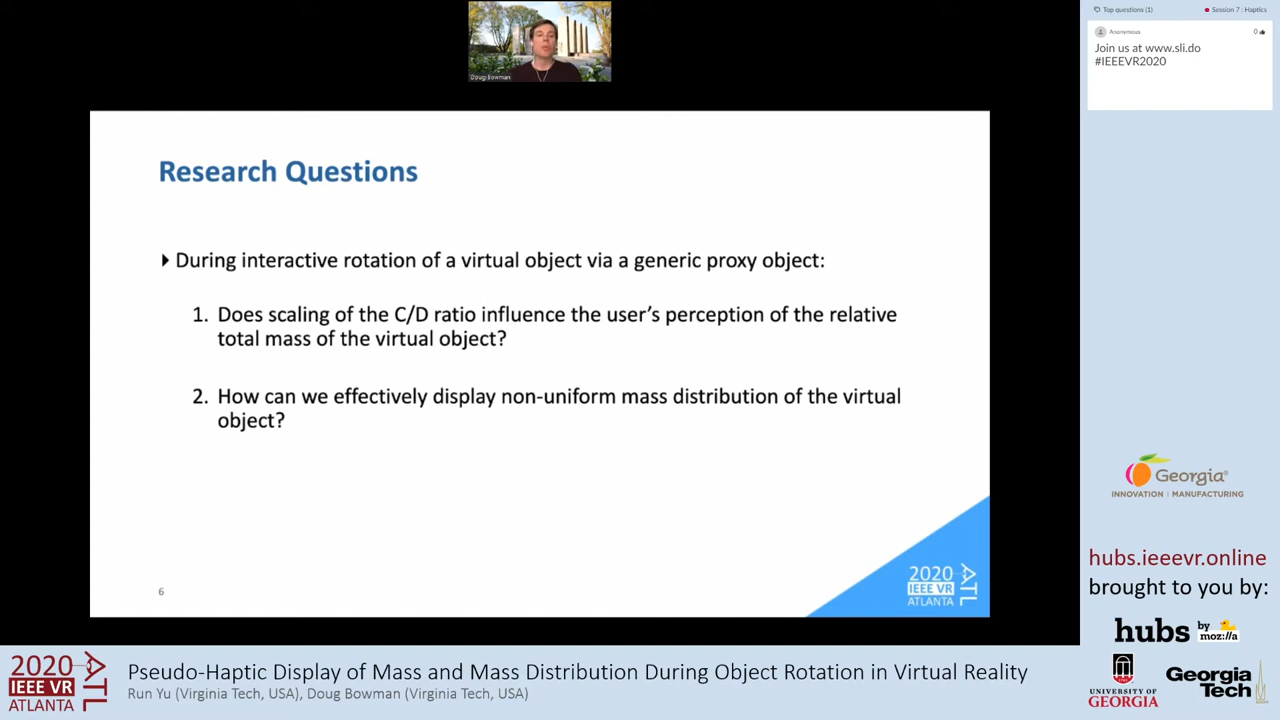 Doug Bowman
Top questions (1)
Session 7 : Haptics
Anonymous
0
Join us at www.sli.do
#IEEEVR2020
Research Questions
During interactive rotation of a virtual object via a generic proxy object:
1. Does scaling of the C/D ratio influence the user's perception of the relative
total mass of the virtual object?
2. How can we effectively display non-uniform mass distribution of the virtual
object?
6
2020
IEEE VR
ATLANTA
ATL
Georgia®
INNOVATION | MANUFACTURING
hubs.ieeevr.online
brought to you by:
hubs by
moz://a
UNIVERSITY OF
GEORGIA
Georgia
Tech
2020
IEEE VR
ATLANTA
ATL
Pseudo-Haptic Display of Mass and Mass Distribution During Object Rotation in Virtual Reality
Run Yu (Virginia Tech, USA), Doug Bowman (Virginia Tech, USA)